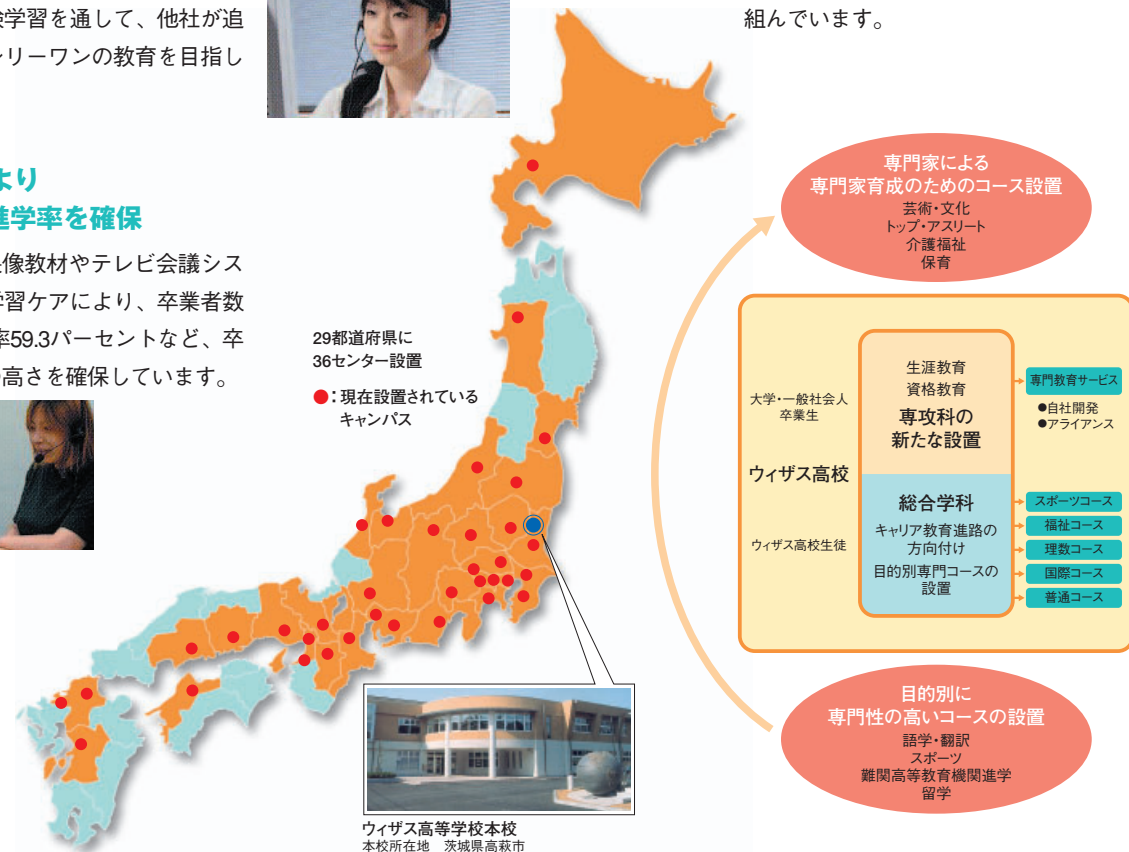 験学習を通して、他社が追
ンリーワンの教育を目指し
組んでいます。
より
進学率を確保
像教材やテレビ会議シス
学習ケアにより、卒業者数
率59.3パーセントなど、卒
高さを確保しています。
29都道府県に
36センター設置
●：現在設置されている
キャンパス
ウィザス高等学校本校
本校所在地　茨城県高萩市
専門家による
専門家育成のためのコース設置
芸術・文化
トップ・アスリート
介護福祉
保育
大学・一般社会人
卒業生
ウィザス高校
ウィザス高校生徒
生涯教育
資格教育
専攻科の
新たな設置
総合学科
キャリア教育進路の
方向付け
目的別専門コースの
設置
専門教育サービス
●自社開発
●アライアンス
スポーツコース
福祉コース
理数コース
国際コース
普通コース
目的別に
専門性の高いコースの設置
語学・翻訳
スポーツ
難関高等教育機関進学
留学